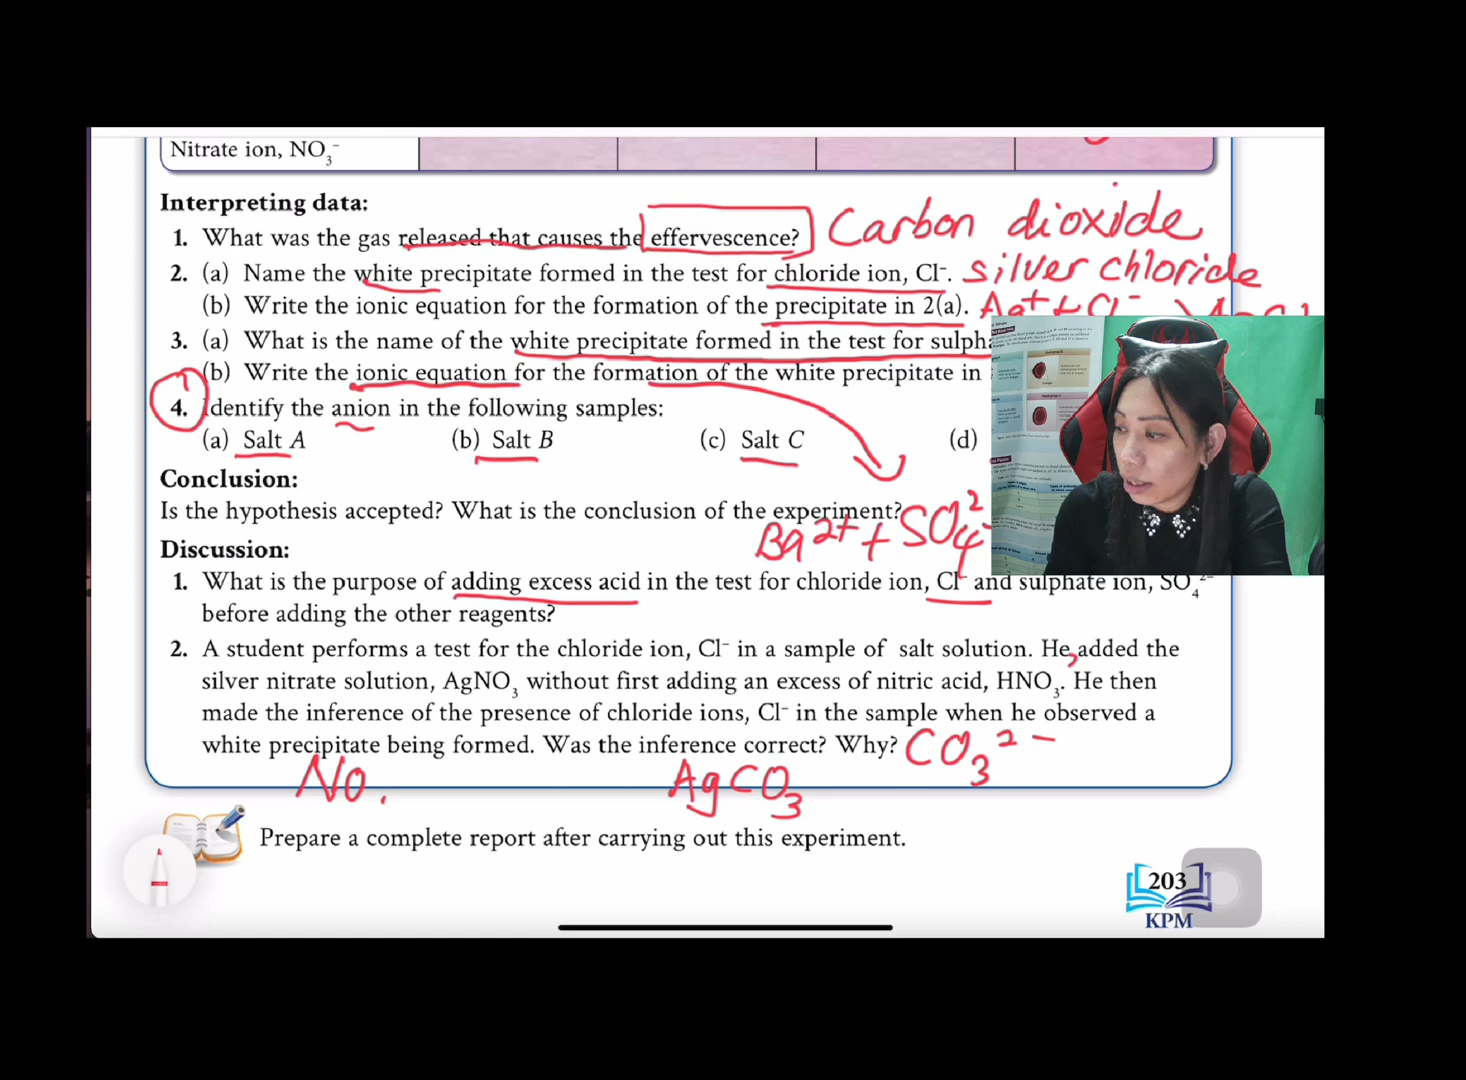 Nitrate ion, NO₃⁻
Interpreting data:
1. What was the gas released that causes the effervescence? Carbon dioxide
2. (a) Name the white precipitate formed in the test for chloride ion, Cl⁻. silver chloride
(b) Write the ionic equation for the formation of the precipitate in 2(a). Ag⁺ + Cl⁻
3. (a) What is the name of the white precipitate formed in the test for sulph
(b) Write the ionic equation for the formation of the white precipitate in
4. Identify the anion in the following samples:
(a) Salt A (b) Salt B (c) Salt C (d)
Conclusion:
Is the hypothesis accepted? What is the conclusion of the experiment?
Ba²⁺ + SO₄²⁻
Discussion:
1. What is the purpose of adding excess acid in the test for chloride ion, Cl⁻ and sulphate ion, SO₄²⁻
before adding the other reagents?
2. A student performs a test for the chloride ion, Cl⁻ in a sample of salt solution. He added the
silver nitrate solution, AgNO₃ without first adding an excess of nitric acid, HNO₃. He then
made the inference of the presence of chloride ions, Cl⁻ in the sample when he observed a
white precipitate being formed. Was the inference correct? Why? CO₃²⁻
No. AgCO₃
Prepare a complete report after carrying out this experiment.
203
KPM